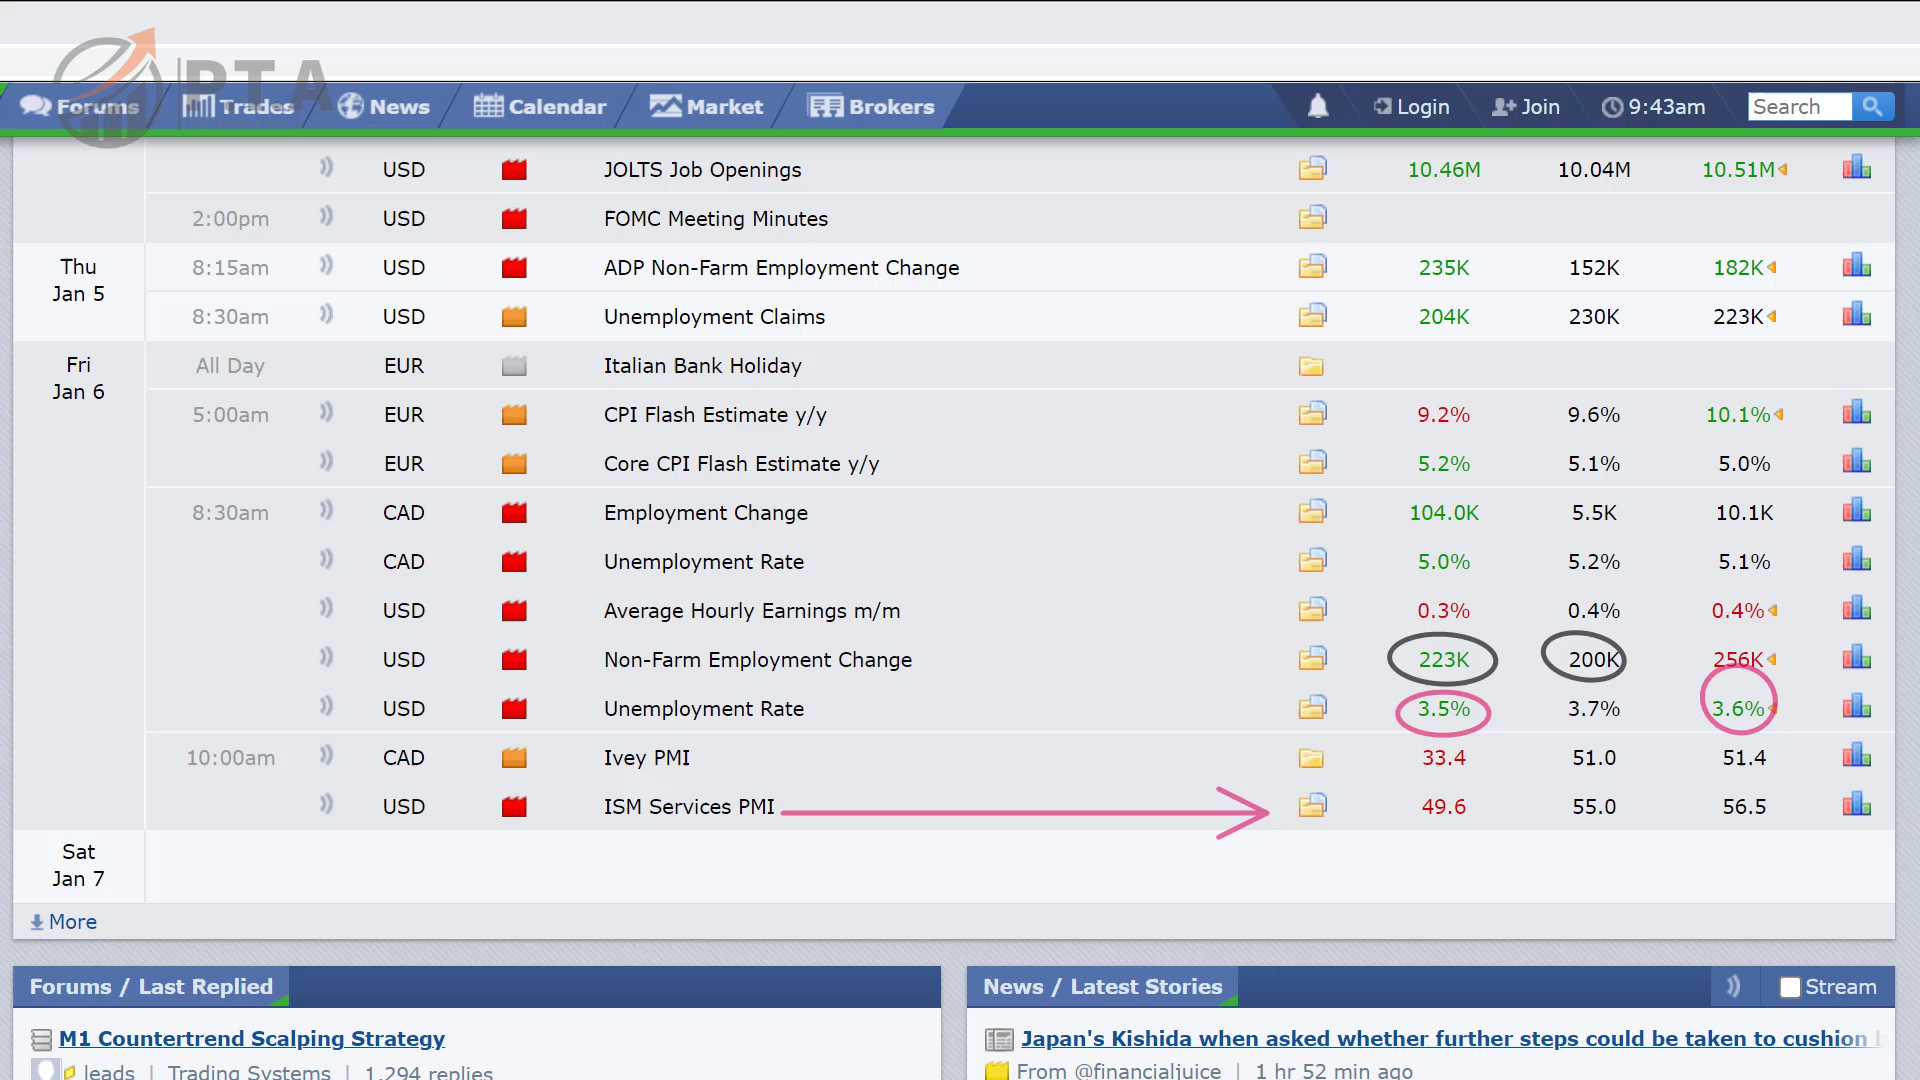 PTA
Forums Trades News Calendar Market Brokers Login Join 9:43am Search
USD JOLTS Job Openings 10.46M 10.04M 10.51M
2:00pm USD FOMC Meeting Minutes
Thu Jan 5 8:15am USD ADP Non-Farm Employment Change 235K 152K 182K
8:30am USD Unemployment Claims 204K 230K 223K
Fri Jan 6 All Day EUR Italian Bank Holiday
5:00am EUR CPI Flash Estimate y/y 9.2% 9.6% 10.1%
EUR Core CPI Flash Estimate y/y 5.2% 5.1% 5.0%
8:30am CAD Employment Change 104.0K 5.5K 10.1K
CAD Unemployment Rate 5.0% 5.2% 5.1%
USD Average Hourly Earnings m/m 0.3% 0.4% 0.4%
USD Non-Farm Employment Change 223K 200K 256K
USD Unemployment Rate 3.5% 3.7% 3.6%
10:00am CAD Ivey PMI 33.4 51.0 51.4
USD ISM Services PMI 49.6 55.0 56.5
Sat Jan 7
More
Forums / Last Replied
M1 Countertrend Scalping Strategy
leads | Trading Systems | 1,294 replies
News / Latest Stories Stream
Japan's Kishida when asked whether further steps could be taken to cushion
From @financialjuice | 1 hr 52 min ago